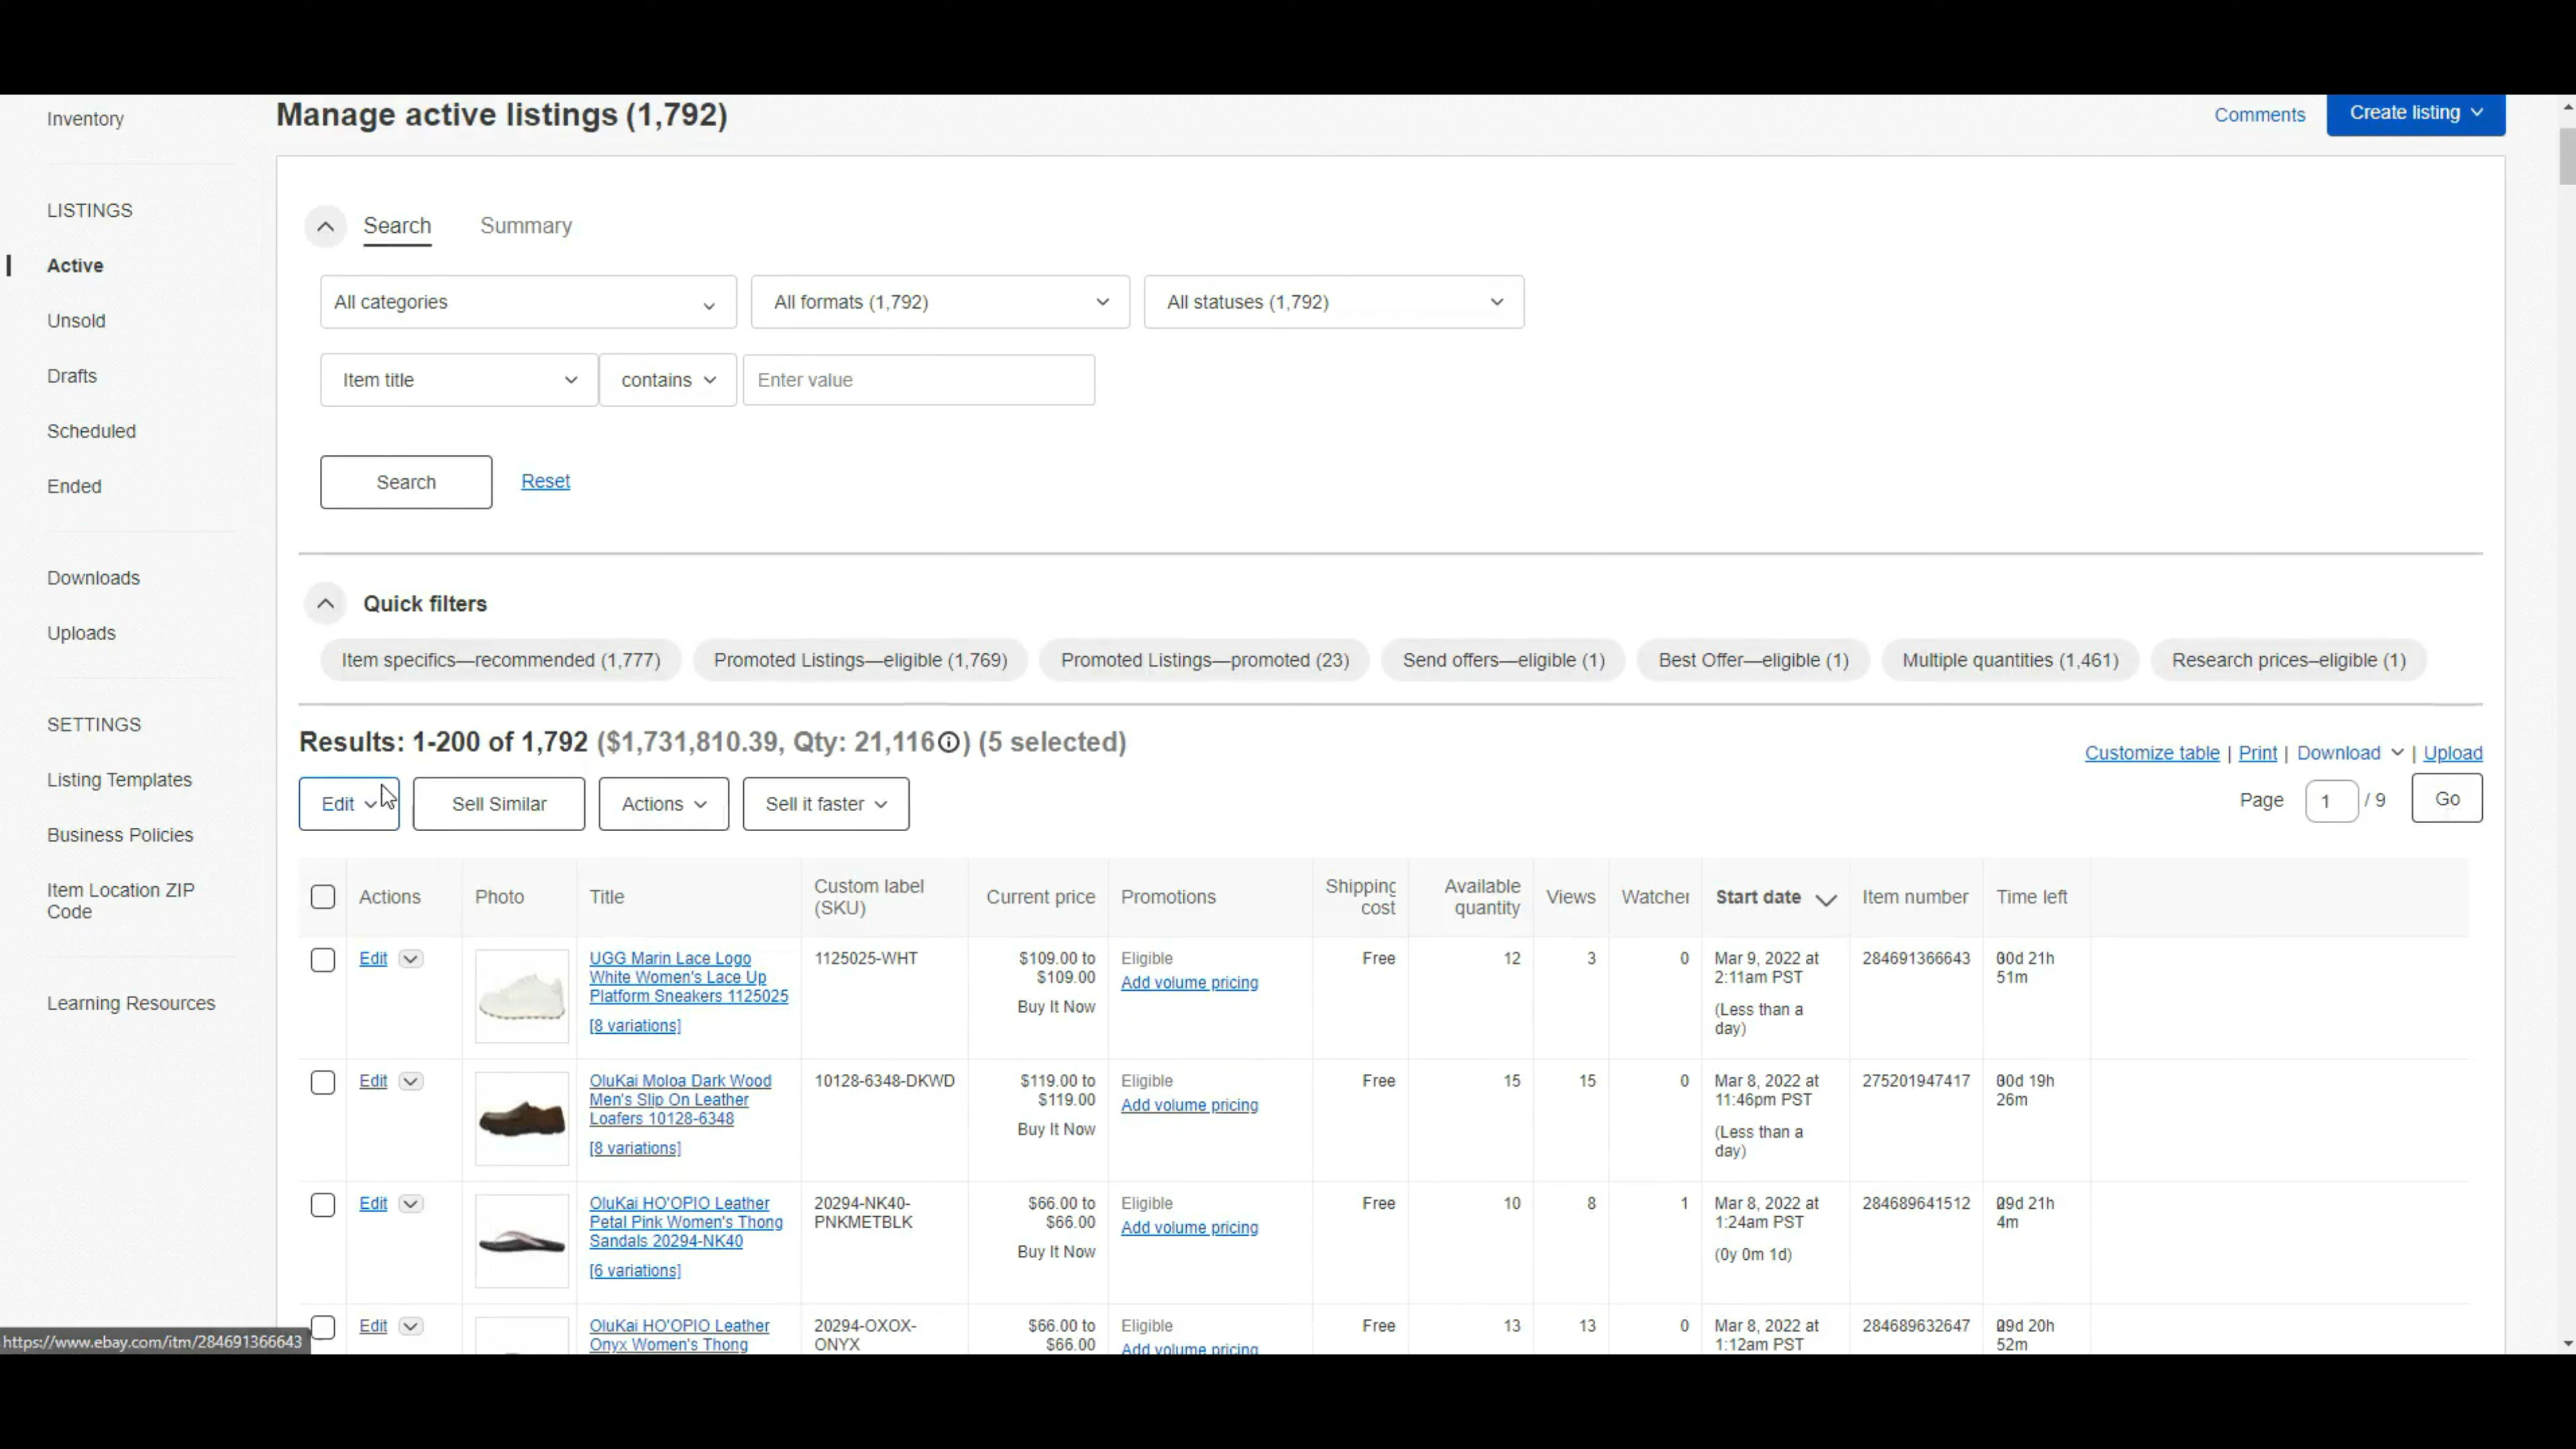 Inventory
Manage active listings (1,792)
Comments
Create listing
LISTINGS
Active
Unsold
Drafts
Scheduled
Ended
Downloads
Uploads
SETTINGS
Listing Templates
Business Policies
Item Location ZIP
Code
Learning Resources
Search
Summary
All categories
All formats (1,792)
All statuses (1,792)
Item title
contains
Enter value
Search
Reset
Quick filters
Item specifics—recommended (1,777)
Promoted Listings—eligible (1,769)
Promoted Listings—promoted (23)
Send offers—eligible (1)
Best Offer—eligible (1)
Multiple quantities (1,461)
Research prices–eligible (1)
Results: 1-200 of 1,792 ($1,731,810.39, Qty: 21,116) (5 selected)
Customize table | Print | Download | Upload
Edit
Sell Similar
Actions
Sell it faster
Page 1 / 9 Go
Actions
Photo
Title
Custom label
(SKU)
Current price
Promotions
Shipping
cost
Available
quantity
Views
Watcher
Start date
Item number
Time left
Edit
UGG Marin Lace Logo
White Women's Lace Up
Platform Sneakers 1125025
[8 variations]
1125025-WHT
$109.00 to
$109.00
Buy It Now
Eligible
Add volume pricing
Free
12
3
0
Mar 9, 2022 at
2:11am PST
(Less than a
day)
284691366643
21h
51m
Edit
OluKai Moloa Dark Wood
Men's Slip On Leather
Loafers 10128-6348
[8 variations]
10128-6348-DKWD
$119.00 to
$119.00
Buy It Now
Eligible
Add volume pricing
Free
15
15
0
Mar 8, 2022 at
11:46pm PST
(Less than a
day)
275201947417
19h
26m
Edit
OluKai HO'OPIO Leather
Petal Pink Women's Thong
Sandals 20294-NK40
[6 variations]
20294-NK40-
PNKMETBLK
$66.00 to
$66.00
Buy It Now
Eligible
Add volume pricing
Free
10
8
1
Mar 8, 2022 at
1:24am PST
(0y 0m 1d)
284689641512
21h
4m
Edit
OluKai HO'OPIO Leather
Onyx Women's Thong
20294-OXOX-
ONYX
$66.00 to
$66.00
Eligible
Add volume pricing
Free
13
13
0
Mar 8, 2022 at
1:12am PST
284689632647
20h
52m
https://www.ebay.com/itm/284691366643